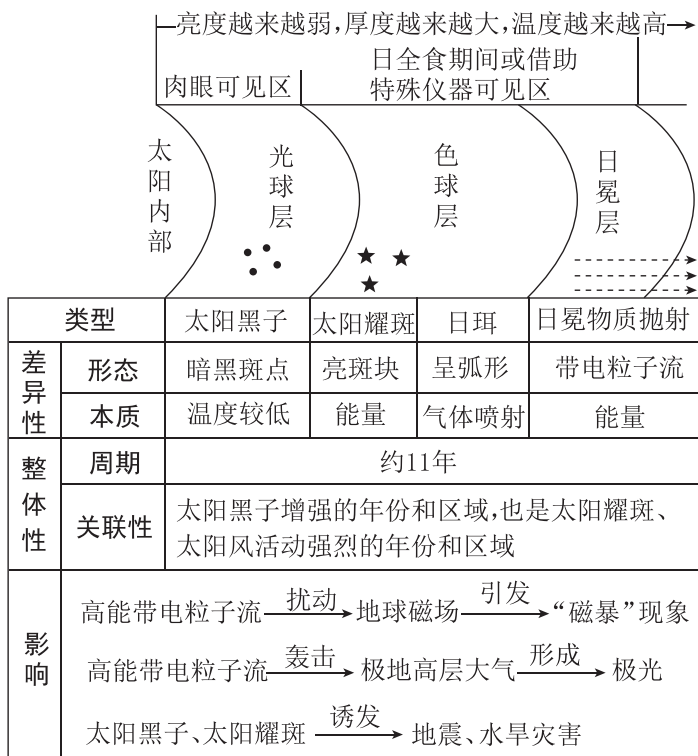 亮度越来越弱,厚度越来越大,温度越来越高
肉眼可见区
日全食期间或借助
特殊仪器可见区
太阳内部
光球层
色球层
日冕层
类型 太阳黑子 太阳耀斑 日珥 日冕物质抛射
差异性
形态 暗黑斑点 亮斑块 呈弧形 带电粒子流
本质 温度较低 能量 气体喷射 能量
整体性
周期 约11年
关联性 太阳黑子增强的年份和区域,也是太阳耀斑、
太阳风活动强烈的年份和区域
影响
高能带电粒子流 扰动 地球磁场 引发 “磁暴”现象
高能带电粒子流 轰击 极地高层大气 形成 极光
太阳黑子、太阳耀斑 诱发 地震、水旱灾害